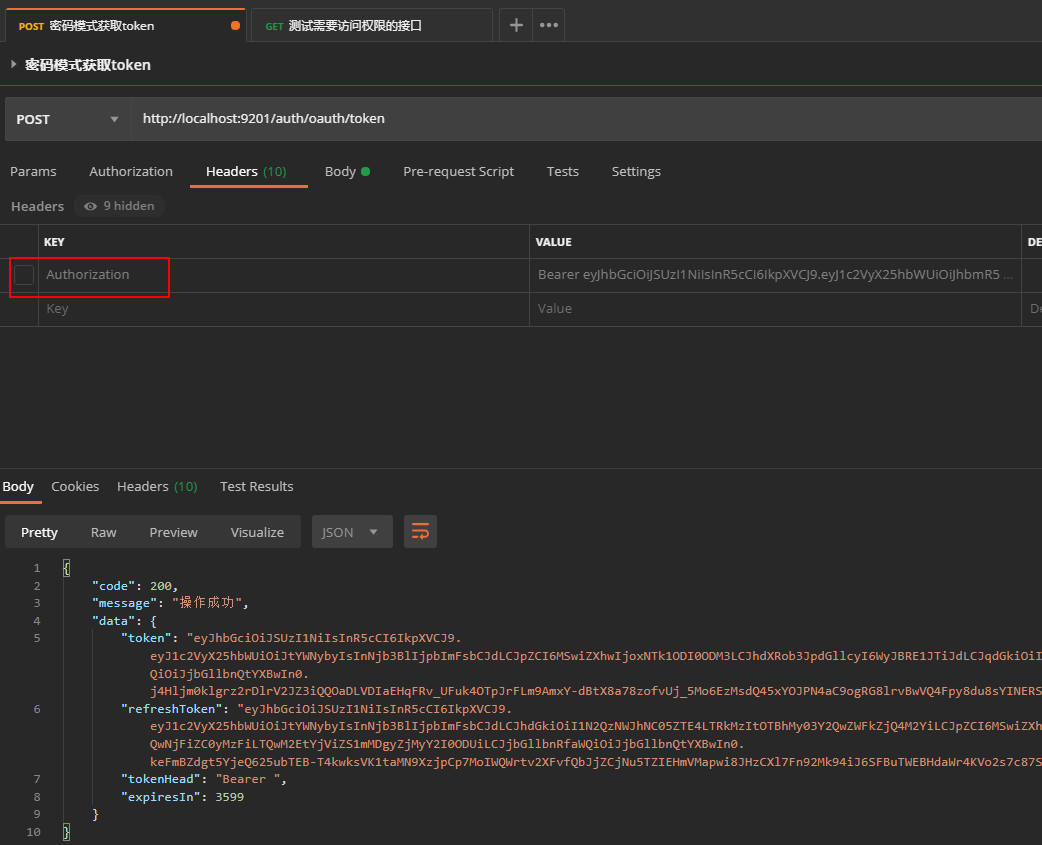 POST 密码模式获取token
GET 测试需要访问权限的接口
密码模式获取token
POST
http://localhost:9201/auth/oauth/token
Params Authorization Headers (10) Body Pre-request Script Tests Settings
Headers 9 hidden
KEY VALUE DE
Authorization Bearer eyJhbGciOiJSUzI1NiIsInR5cCI6IkpXVCJ9.eyJ1c2VyX25hbWUiOiJhbmR5 ...
Key Value De
Body Cookies Headers (10) Test Results
Pretty Raw Preview Visualize JSON
1 {
2 "code": 200,
3 "message": "操作成功",
4 "data": {
5 "token": "eyJhbGciOiJSUzI1NiIsInR5cCI6IkpXVCJ9.
eyJ1c2VyX25hbWUiOiJtYWNybyIsInNjb3BlIjpbImFsbCJdLCJpZCI6MSwiZXhwIjoxNTk1ODI0ODM3LCJhdXRob3JpdGllcyI6WyJBRE1JTiJdLCJqdGkiOiI
QiOiJjbGllbnQtYXBwIn0.
j4Hljm0klgrz2rDlrV2JZ3iQQOaDLVDIaEHqFRv_UFuk4OTpJrFLm9AmxY-dBtX8a78zofvUj_5Mo6EzMsdQ45xYOJPN4aC9ogRG8lrvBwVQ4Fpy8du8sYINERS
6 "refreshToken": "eyJhbGciOiJSUzI1NiIsInR5cCI6IkpXVCJ9.
eyJ1c2VyX25hbWUiOiJtYWNybyIsInNjb3BlIjpbImFsbCJdLCJhdGkiOiI1N2QzNWJhNC05ZTE4LTRkMzItOTBhMy03Y2QwZWFkZjQ4M2YiLCJpZCI6MSwiZXh
QwNjFiZC0yMzFiLTQwM2EtYjViZS1mMDgyZjMyY2I0ODUiLCJjbGllbnRfaWQiOiJjbGllbnQtYXBwIn0.
keFmBZdgt5YjeQ625ubTEB-T4kwksVK1taMN9XzjpCp7MoIWQWrtv2XFvfQbJjZCjNu5TZIEHmVMapwi8JHzCXl7Fn92Mk94iJ6SFBuTWEBHdaWr4KVo2s7c87S
7 "tokenHead": "Bearer ",
8 "expiresIn": 3599
9 }
10 }